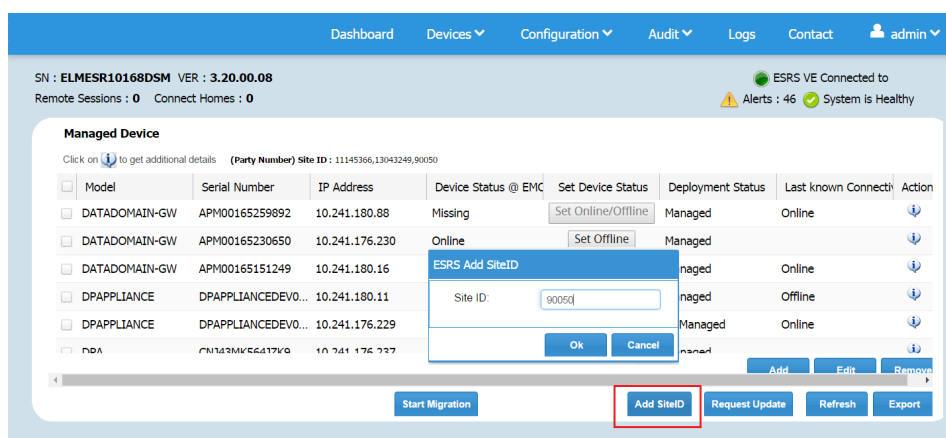 Dashboard Devices Configuration Audit Logs Contact admin
SN : ELMESR10168DSM VER : 3.20.00.08 ESRS VE Connected to
Remote Sessions : 0 Connect Homes : 0 Alerts : 46 System is Healthy
Managed Device
Click on to get additional details (Party Number) Site ID : 11145366,13043249,90050
Model Serial Number IP Address Device Status @ EMC Set Device Status Deployment Status Last known Connectiv Action
DATADOMAIN-GW APM00165259892 10.241.180.88 Missing Set Online/Offline Managed Online
DATADOMAIN-GW APM00165230650 10.241.176.230 Online Set Offline Managed
DATADOMAIN-GW APM00165151249 10.241.180.16 naged Online
DPAPPLIANCE DPAPPLIANCEDEV0... 10.241.180.11 naged Offline
DPAPPLIANCE DPAPPLIANCEDEV0... 10.241.176.229 Managed Online
DPA CNJ43MK564JZK9 10.241.176.237 naged
ESRS Add SiteID
Site ID: 90050
Ok Cancel
Add Edit Remove
Start Migration Add SiteID Request Update Refresh Export